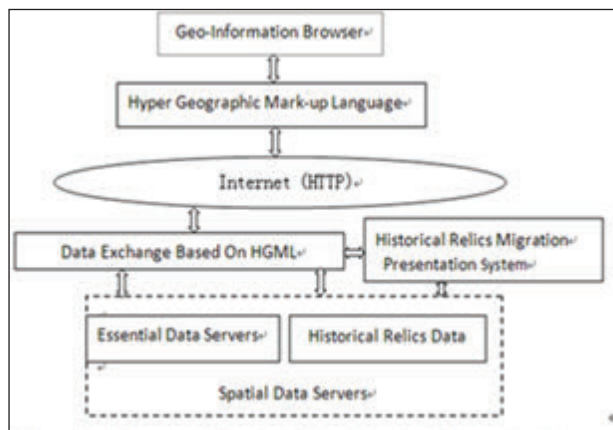 Geo-Information Browser
Hyper Geographic Mark-up Language
Internet (HTTP)
Data Exchange Based On HGML
Historical Relics Migration
Presentation System
Essential Data Servers
Historical Relics Data
Spatial Data Servers